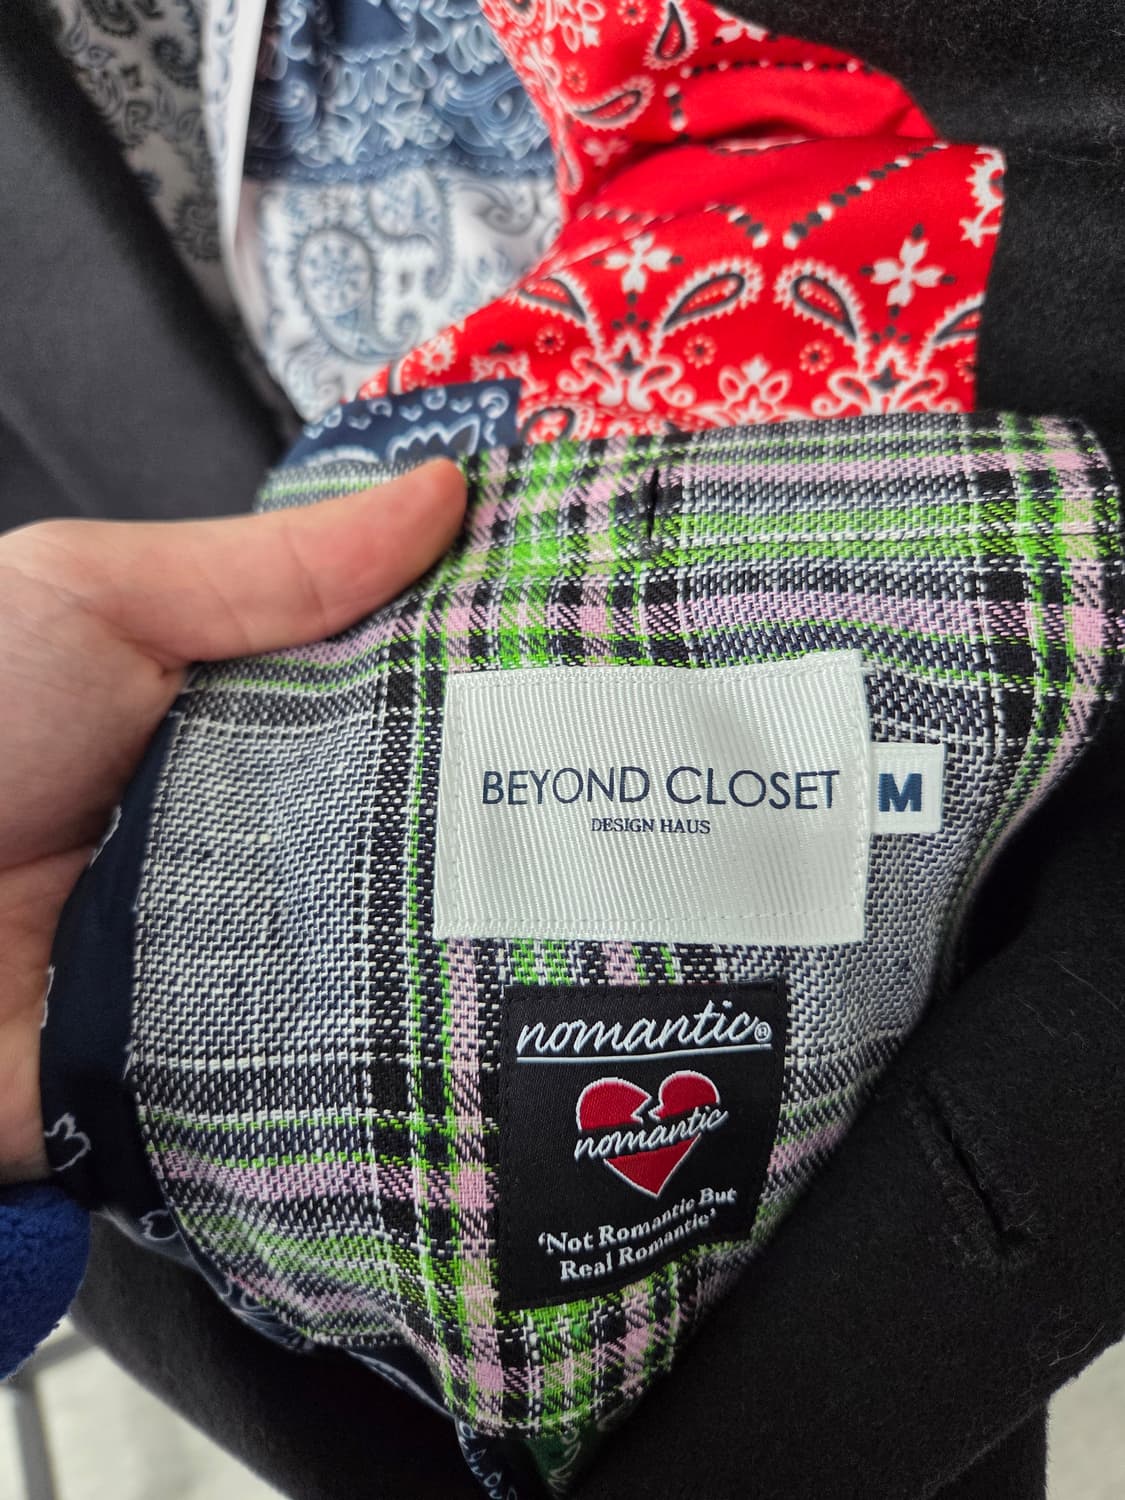 BEYOND CLOSET
DESIGN HAUS
M
nomantic®
nomantic
‘Not Romantic But
Real Romantic’